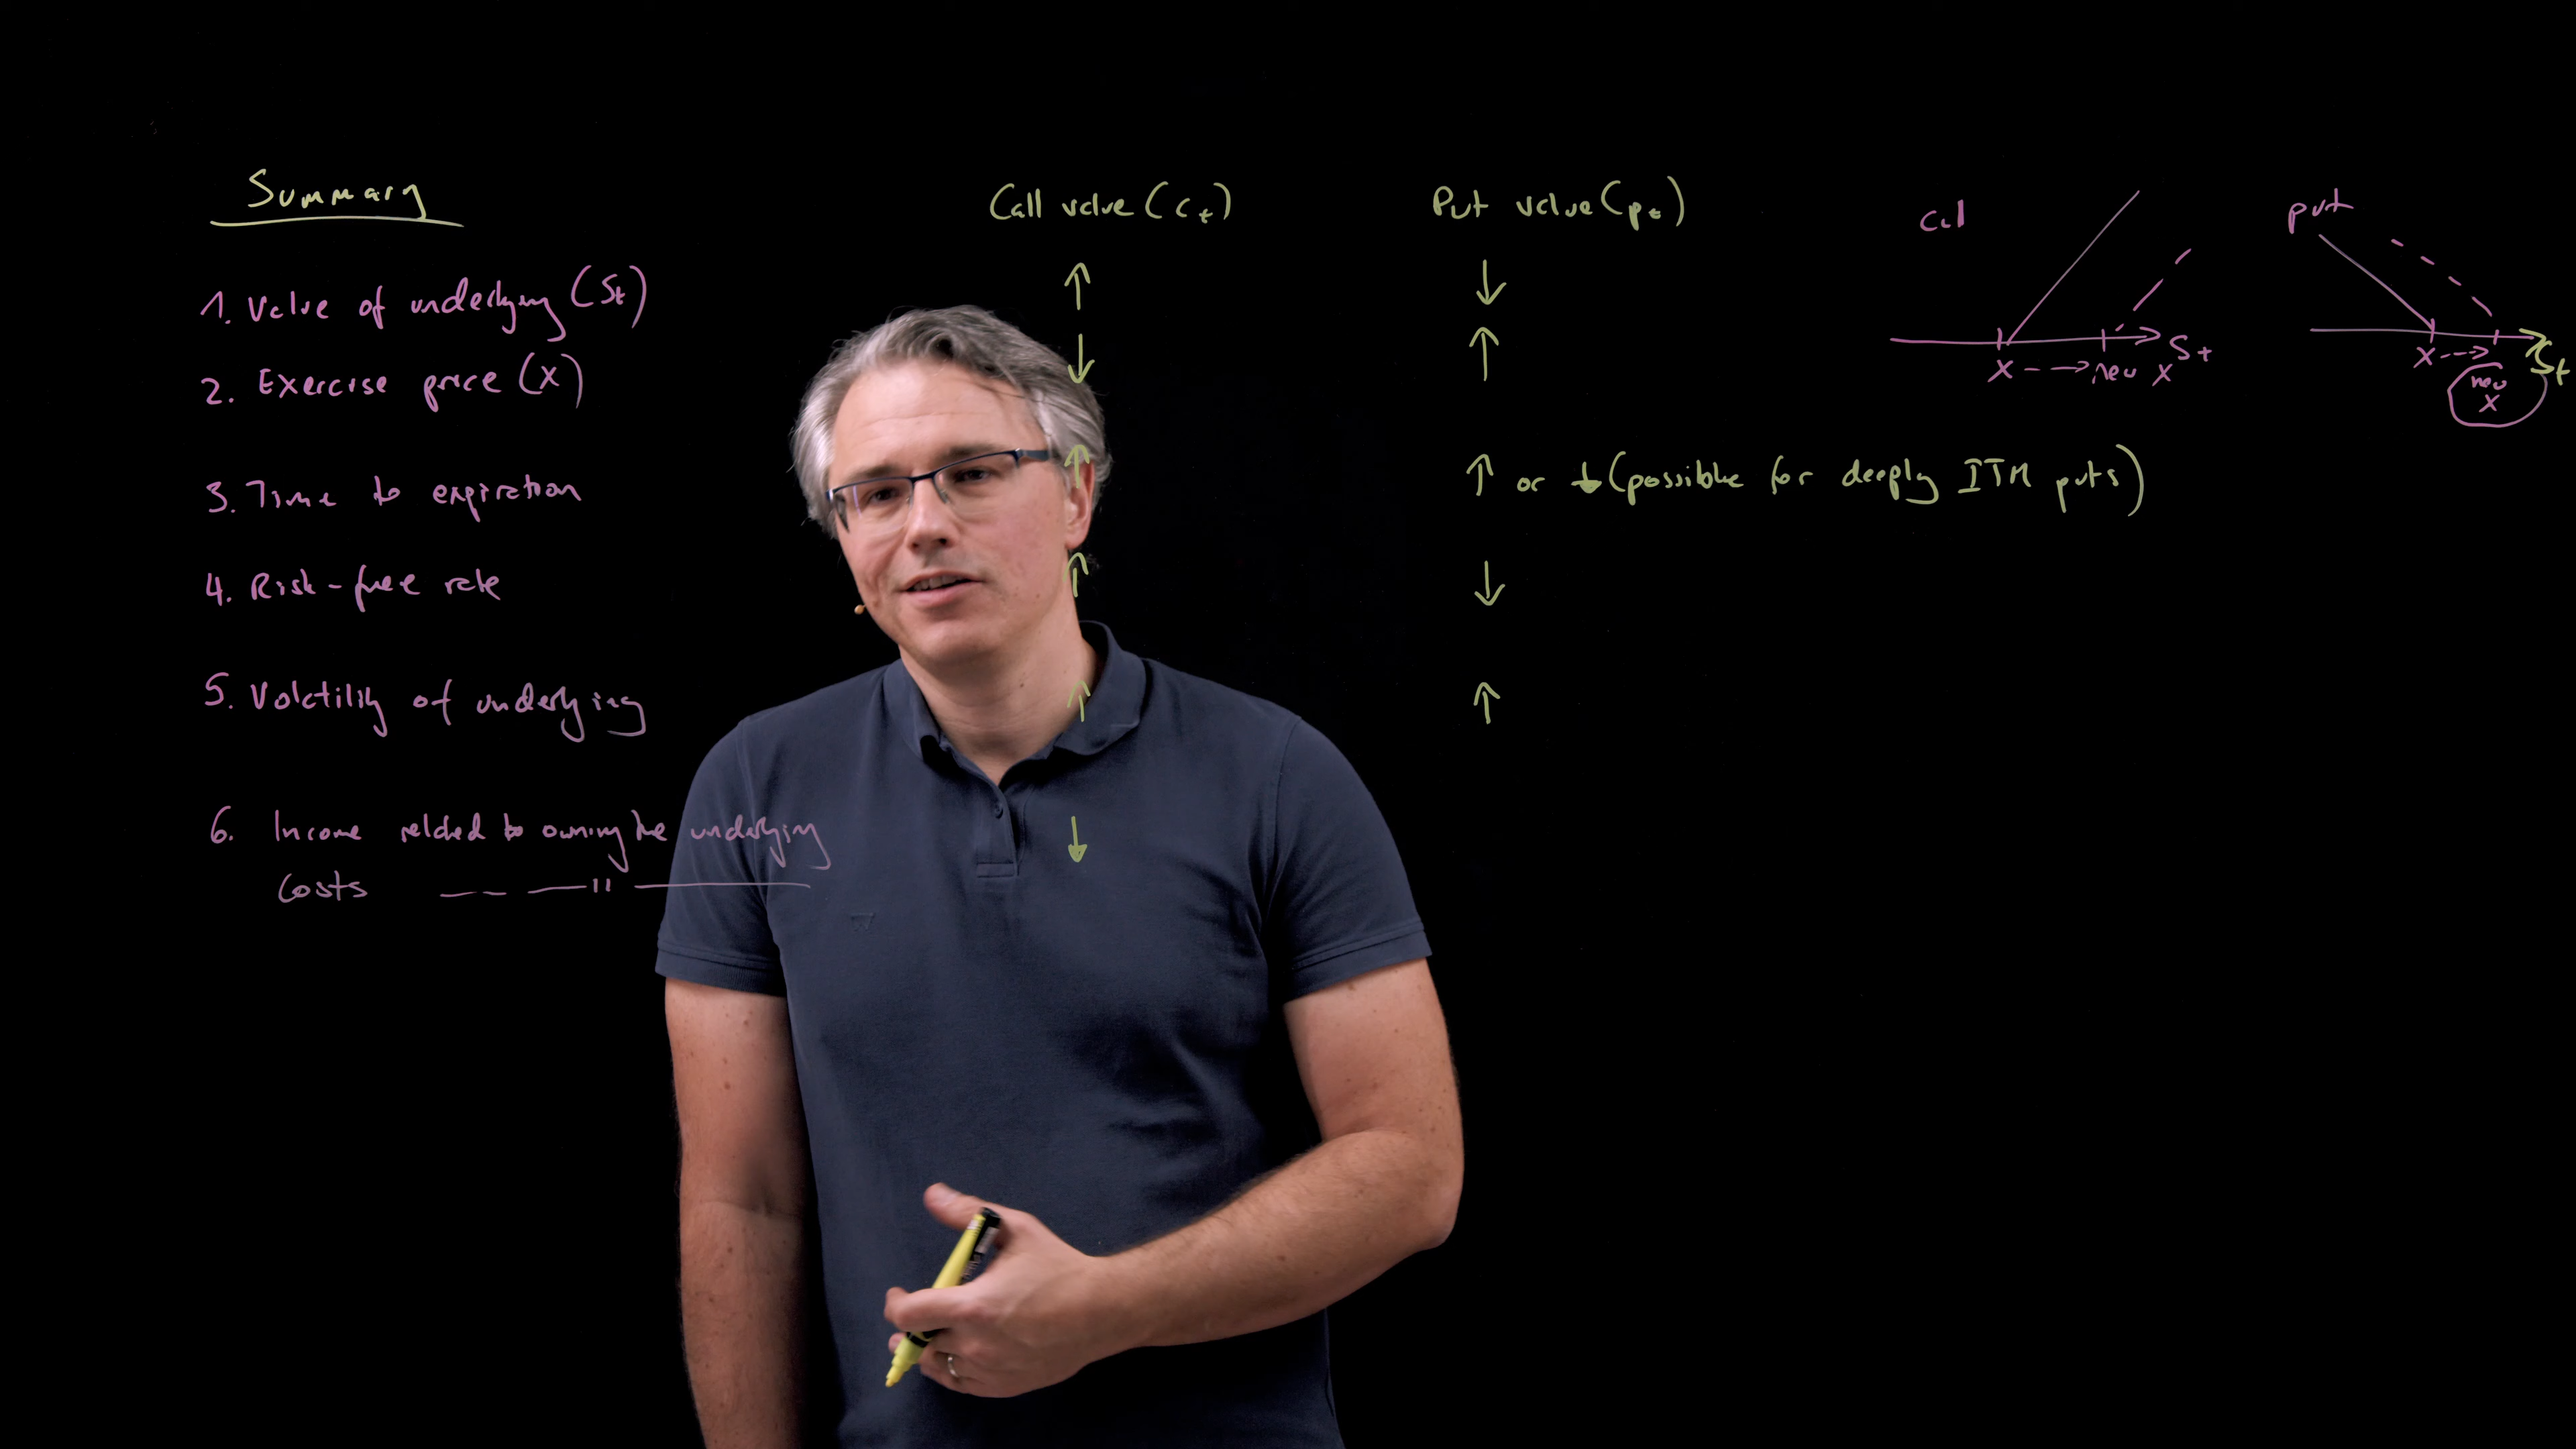 Summary
Call value (ct)
Put value (pt)
1. Value of underlying (St)
↑
↓
2. Exercise price (X)
↓
↑
3. Time to expiration
↑
↑ or ↓ (possible for deeply ITM puts)
4. Risk-free rate
↑
↓
5. Volatility of underlying
↑
↑
6. Income related to owning the underlying
↓
Costs — — — " —
Call
X - - → new X
St
put
X - - → new X
St